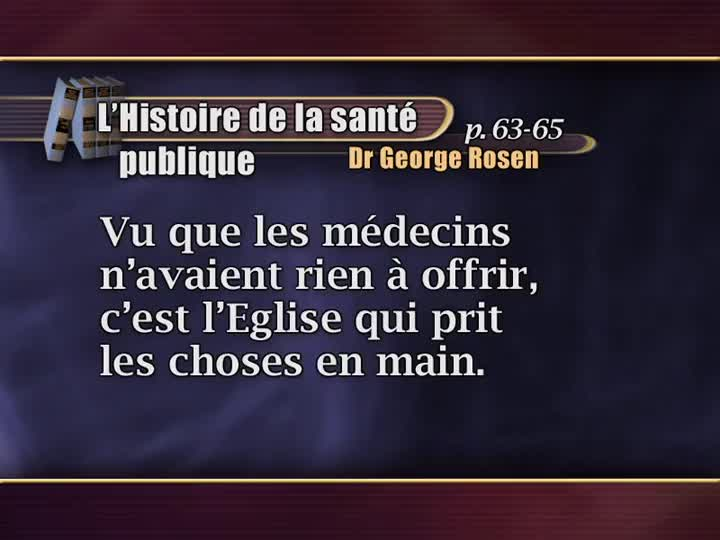 L'Histoire de la santé
publique
p. 63-65
Dr George Rosen
Vu que les médecins
n'avaient rien à offrir,
c'est l'Eglise qui prit
les choses en main.